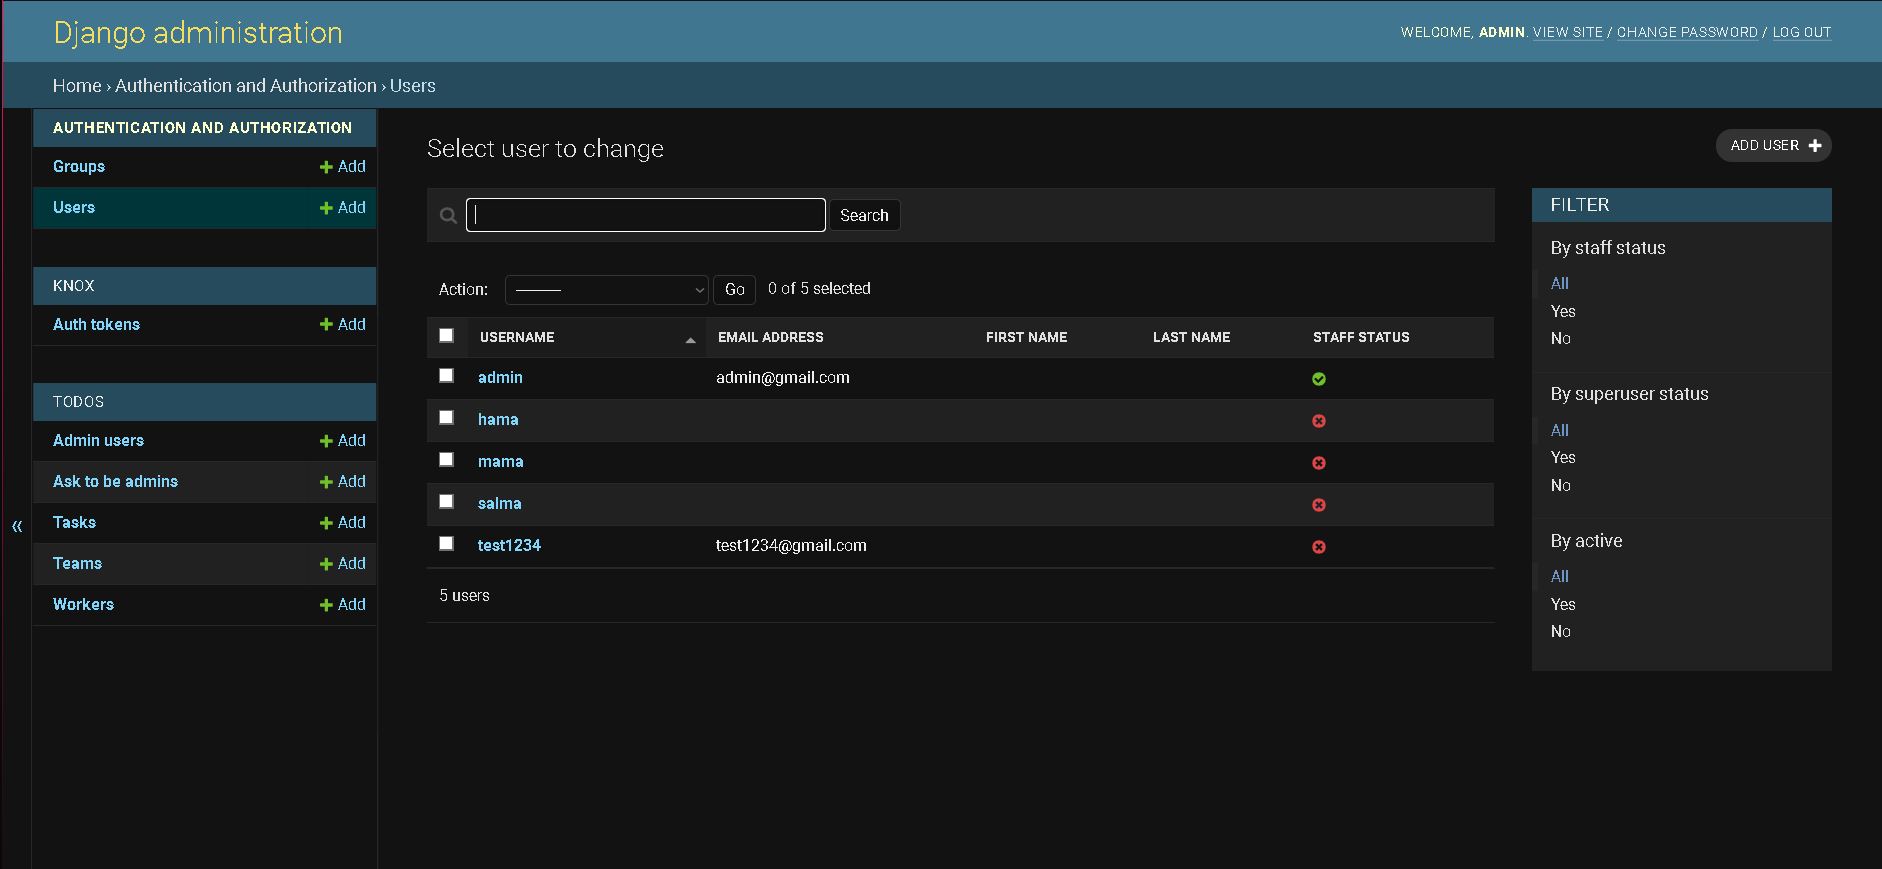 Django administration
WELCOME, ADMIN. VIEW SITE / CHANGE PASSWORD / LOG OUT
Home › Authentication and Authorization › Users
AUTHENTICATION AND AUTHORIZATION
Groups + Add
Users + Add
KNOX
Auth tokens + Add
TODOS
Admin users + Add
Ask to be admins + Add
Tasks + Add
Teams + Add
Workers + Add
«
Select user to change
ADD USER +
Search
Action: --------- Go 0 of 5 selected
USERNAME EMAIL ADDRESS FIRST NAME LAST NAME STAFF STATUS
admin admin@gmail.com
hama
mama
salma
test1234 test1234@gmail.com
5 users
FILTER
By staff status
All
Yes
No
By superuser status
All
Yes
No
By active
All
Yes
No